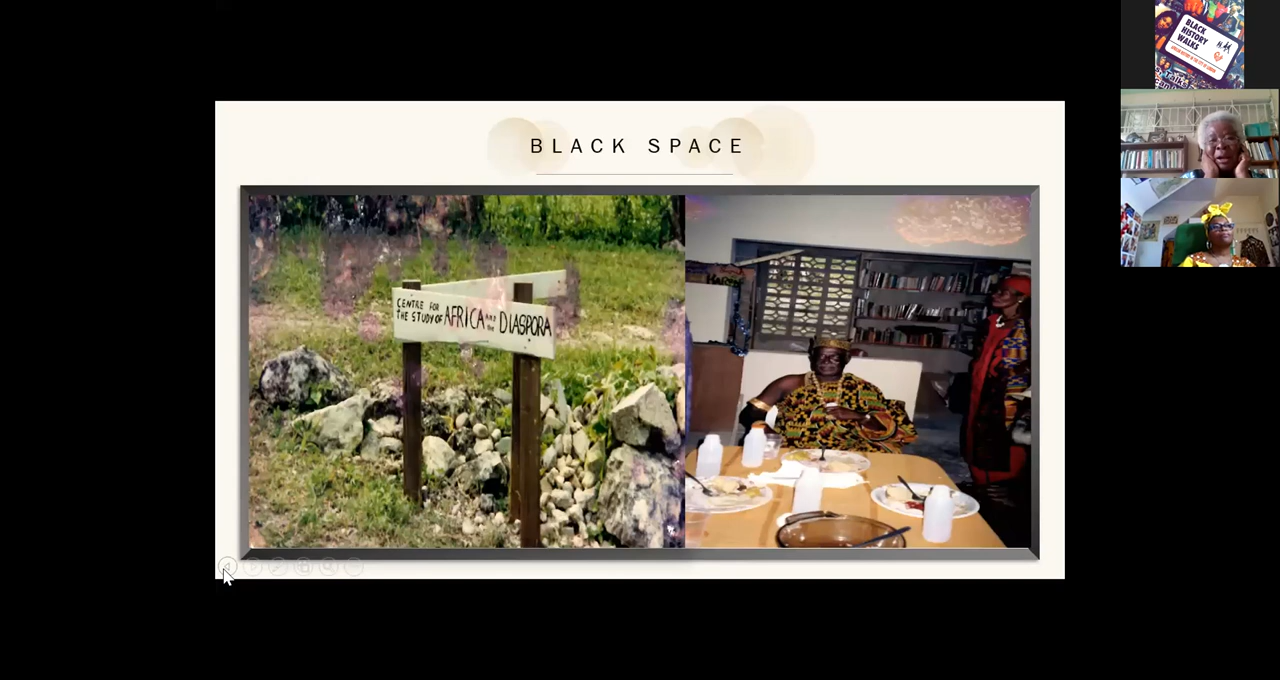 BLACK SPACE
CENTRE FOR
THE STUDY OF AFRICA AND THE DIASPORA
BLACK
HISTORY
WALKS